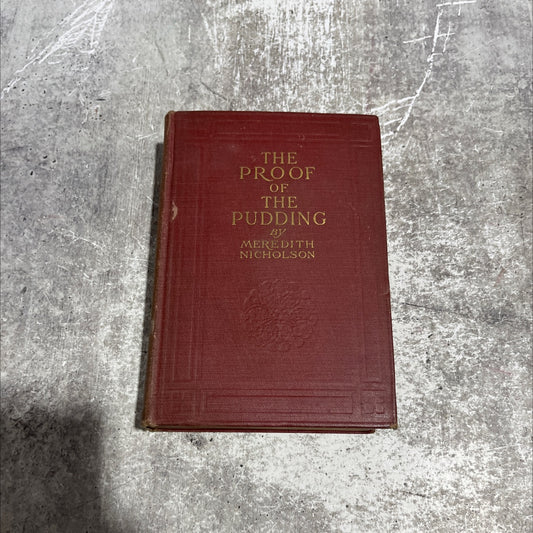 THE
PROOF
OF
THE
PUDDING
BY
MEREDITH
NICHOLSON